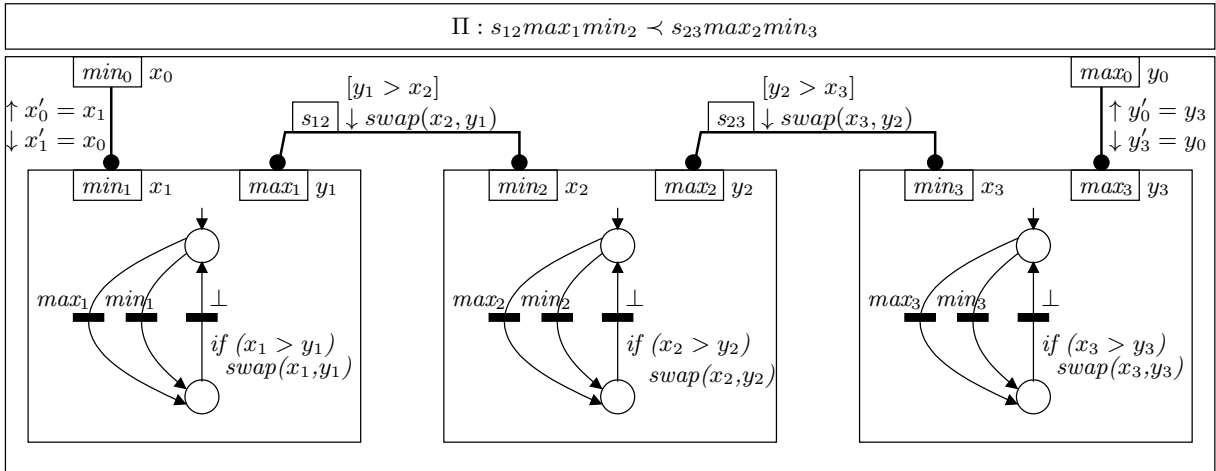 Π : s₁₂max₁min₂ ≺ s₂₃max₂min₃
min₀ x₀
max₀ y₀
[y₁ > x₂]
[y₂ > x₃]
↑ x′₀ = x₁
s₁₂ ↓ swap(x₂, y₁)
s₂₃ ↓ swap(x₃, y₂)
↑ y′₀ = y₃
↓ x′₁ = x₀
↓ y′₃ = y₀
min₁ x₁
max₁ y₁
min₂ x₂
max₂ y₂
min₃ x₃
max₃ y₃
max₁ min₁ ⊥
if (x₁ > y₁)
swap(x₁,y₁)
max₂ min₂ ⊥
if (x₂ > y₂)
swap(x₂,y₂)
max₃ min₃ ⊥
if (x₃ > y₃)
swap(x₃,y₃)